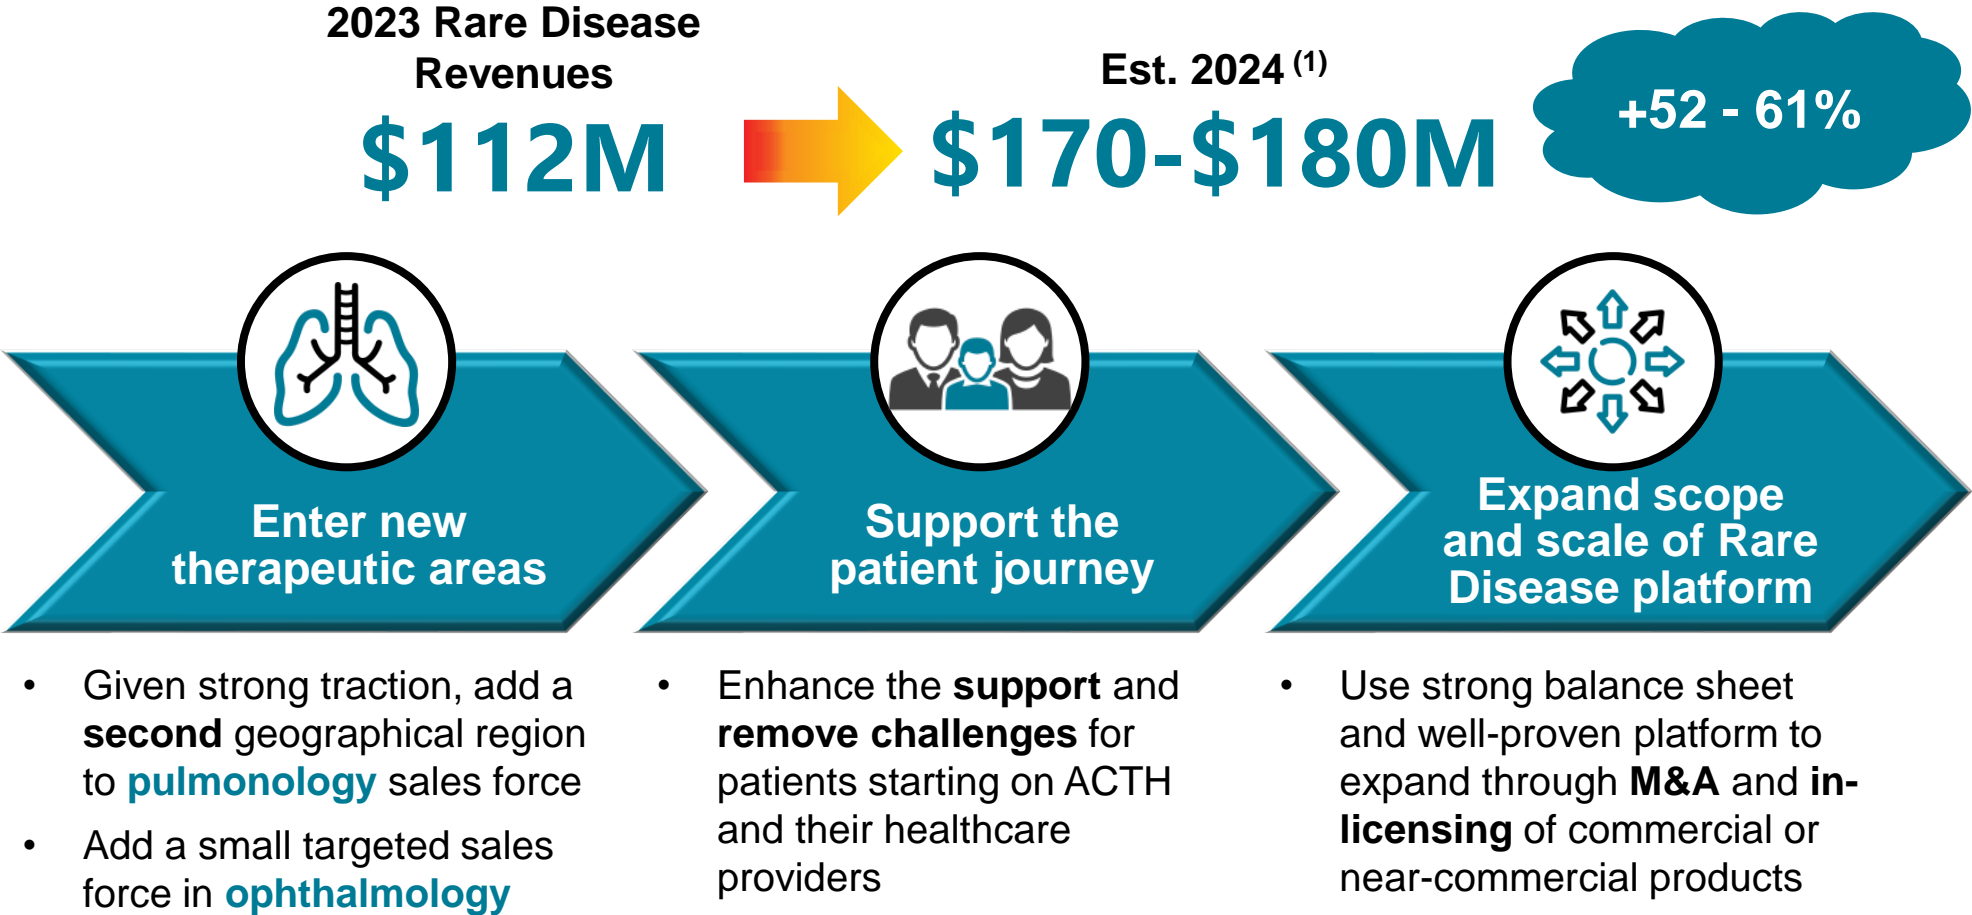 2023 Rare Disease
Revenues
$112M
Est. 2024 (1)
$170-$180M
+52 - 61%
Enter new
therapeutic areas
Support the
patient journey
Expand scope
and scale of Rare
Disease platform
• Given strong traction, add a
second geographical region
to pulmonology sales force
• Add a small targeted sales
force in ophthalmology
• Enhance the support and
remove challenges for
patients starting on ACTH
and their healthcare
providers
• Use strong balance sheet
and well-proven platform to
expand through M&A and in-
licensing of commercial or
near-commercial products